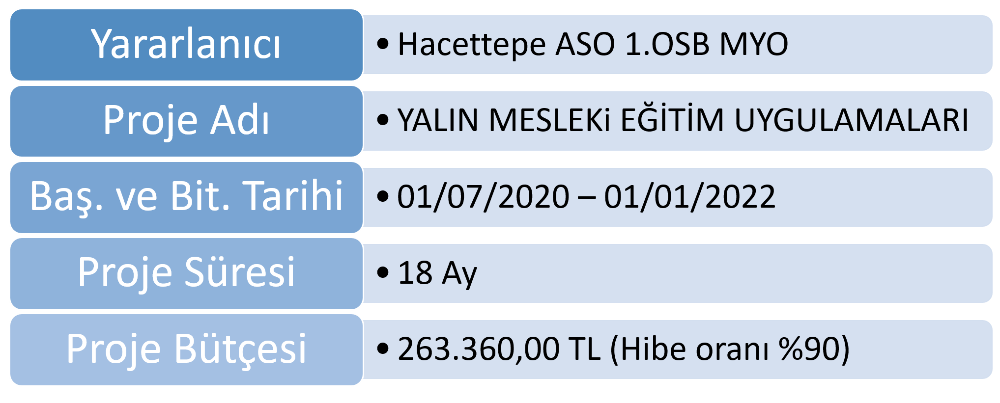 Yararlanıcı
• Hacettepe ASO 1.OSB MYO
Proje Adı
• YALIN MESLEKi EĞİTİM UYGULAMALARI
Baş. ve Bit. Tarihi
• 01/07/2020 – 01/01/2022
Proje Süresi
• 18 Ay
Proje Bütçesi
• 263.360,00 TL (Hibe oranı %90)